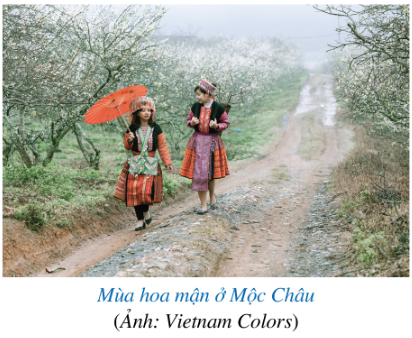 Mùa hoa mận ở Mộc Châu
(Ảnh: Vietnam Colors)